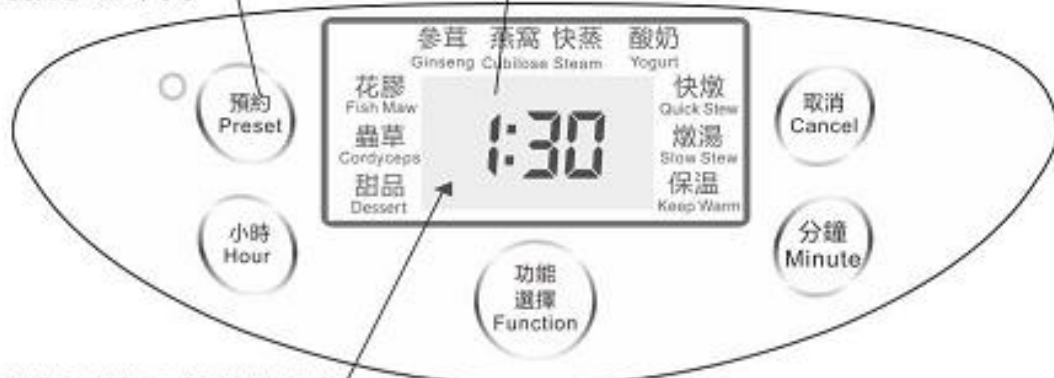 參茸 燕窩 快蒸 酸奶
Ginseng Cubilose Steam Yogurt
花膠
Fish Maw
蟲草
Cordyceps
甜品
Dessert
1:30
快燉
Quick Stew
燉湯
Slow Stew
保温
Keep Warm
預約
Preset
小時
Hour
功能
選擇
Function
取消
Cancel
分鐘
Minute